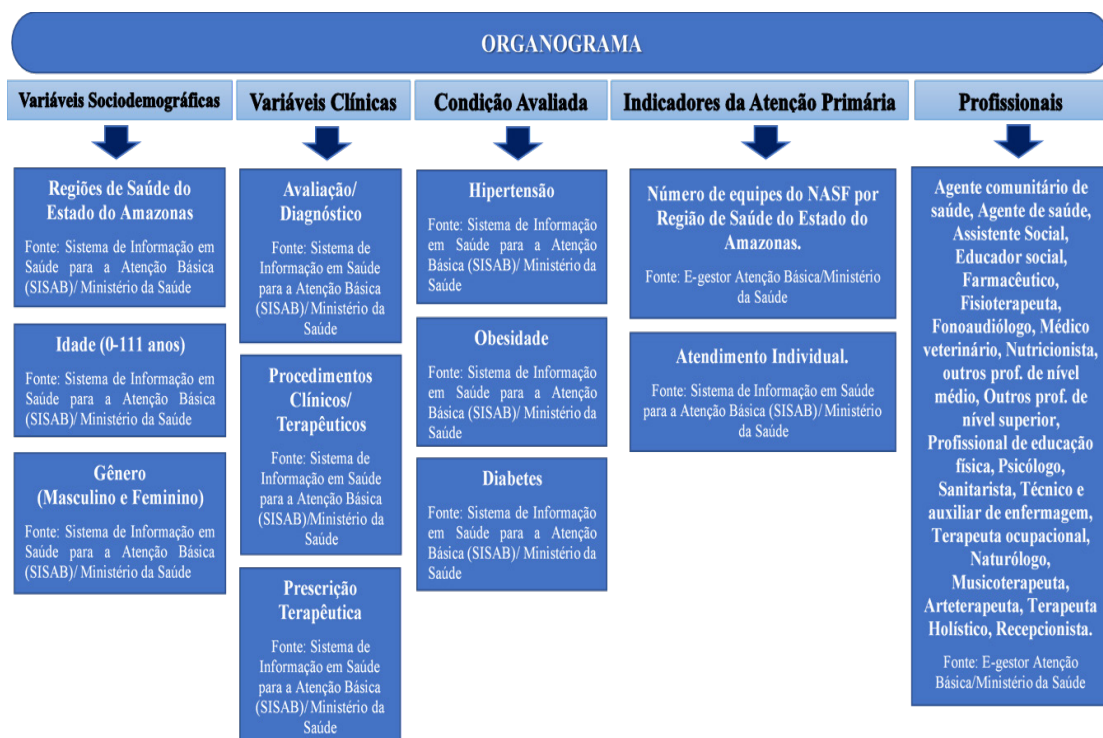 ORGANOGRAMA
Variáveis Sociodemográficas
Regiões de Saúde do
Estado do Amazonas
Fonte: Sistema de Informação em
Saúde para a Atenção Básica
(SISAB)/ Ministério da Saúde
Idade (0-111 anos)
Fonte: Sistema de Informação em
Saúde para a Atenção Básica
(SISAB)/ Ministério da Saúde
Gênero
(Masculino e Feminino)
Fonte: Sistema de Informação em
Saúde para a Atenção Básica
(SISAB)/ Ministério da Saúde
Variáveis Clínicas
Avaliação/
Diagnóstico
Fonte: Sistema de
Informação em Saúde
para a Atenção Básica
(SISAB)/ Ministério da
Saúde
Procedimentos
Clínicos/
Terapêuticos
Fonte: Sistema de
Informação em Saúde
para a Atenção Básica
(SISAB)/Ministério da
Saúde
Prescrição
Terapêutica
Fonte: Sistema de
Informação em Saúde
para a Atenção Básica
(SISAB)/ Ministério da
Saúde
Condição Avaliada
Hipertensão
Fonte: Sistema de Informação
em Saúde para a Atenção
Básica (SISAB)/ Ministério da
Saúde
Obesidade
Fonte: Sistema de Informação
em Saúde para a Atenção
Básica (SISAB)/ Ministério da
Saúde
Diabetes
Fonte: Sistema de Informação
em Saúde para a Atenção
Básica (SISAB)/ Ministério da
Saúde
Indicadores da Atenção Primária
Número de equipes do NASF por
Região de Saúde do Estado do
Amazonas.
Fonte: E-gestor Atenção Básica/Ministério
da Saúde
Atendimento Individual.
Fonte: Sistema de Informação em Saúde
para a Atenção Básica (SISAB)/ Ministério
da Saúde
Profissionais
Agente comunitário de
saúde, Agente de saúde,
Assistente Social,
Educador social,
Farmacêutico,
Fisioterapeuta,
Fonoaudiólogo, Médico
veterinário, Nutricionista,
outros prof. de nível
médio, Outros prof. de
nível superior,
Profissional de educação
física, Psicólogo,
Sanitarista, Técnico e
auxiliar de enfermagem,
Terapeuta ocupacional,
Naturólogo,
Musicoterapeuta,
Arteterapeuta, Terapeuta
Holístico, Recepcionista.
Fonte: E-gestor Atenção
Básica/Ministério da Saúde